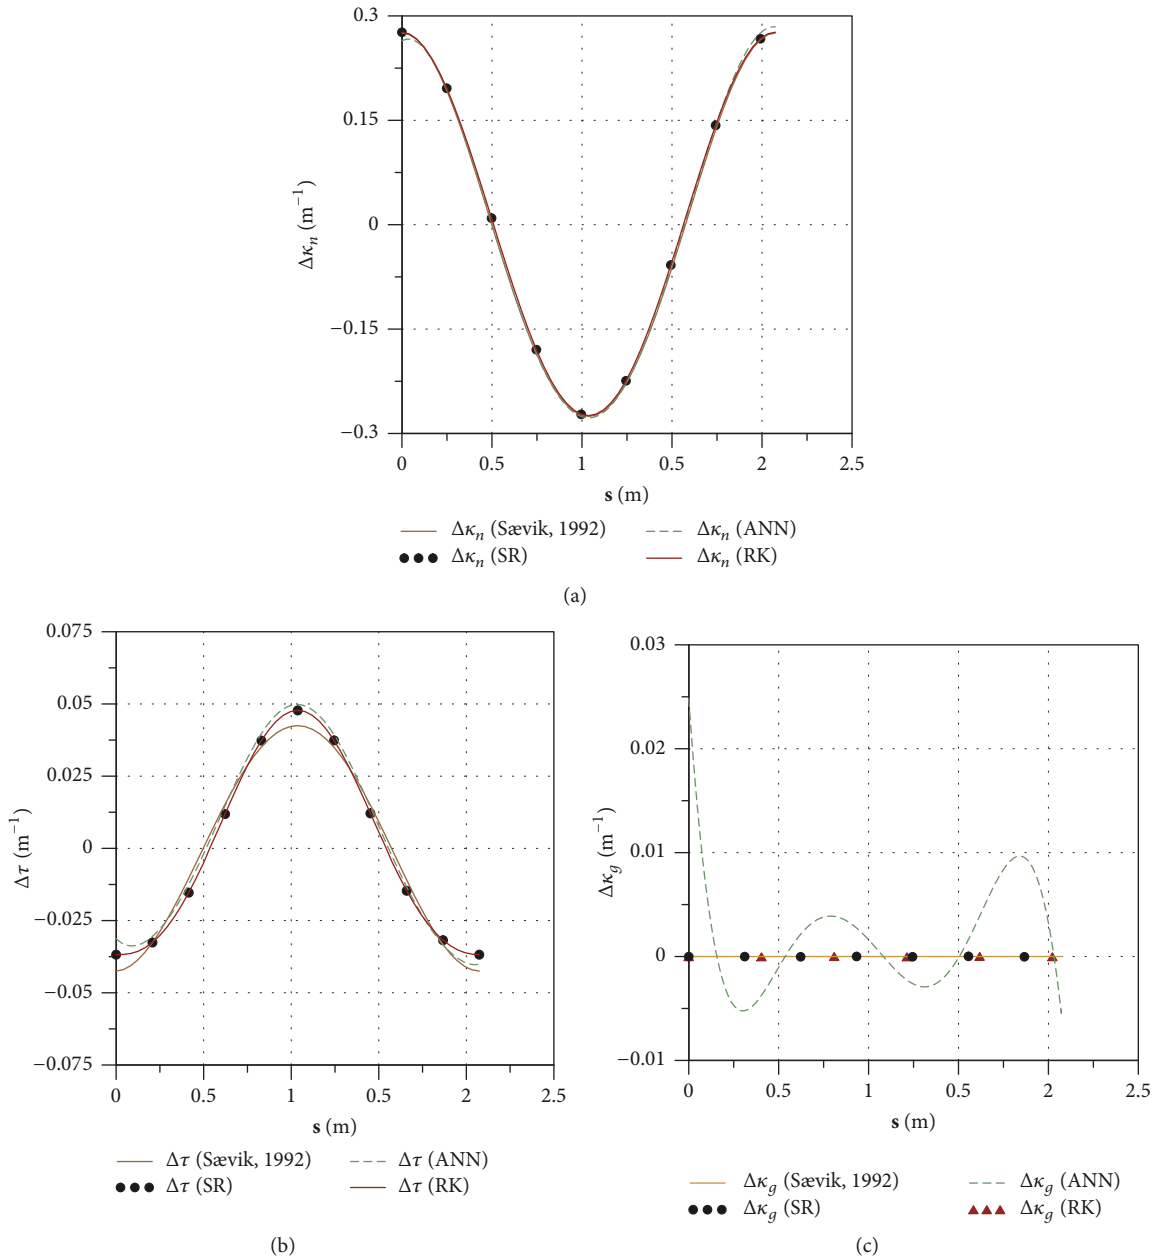 0.3
0.15
0
−0.15
−0.3
Δκn (m−1)
0 0.5 1 0.5 2 2.5
s (m)
Δκn (Sævik, 1992) Δκn (ANN)
Δκn (SR) Δκn (RK)
(a)
0.075
0.05
0.025
0
−0.025
−0.05
−0.075
Δτ (m−1)
0 0.5 1 0.5 2 2.5
s (m)
Δτ (Sævik, 1992) Δτ (ANN)
Δτ (SR) Δτ (RK)
(b)
0.03
0.02
0.01
0
−0.01
Δκg (m−1)
0 0.5 1 0.5 2 2.5
s (m)
Δκg (Sævik, 1992) Δκg (ANN)
Δκg (SR) Δκg (RK)
(c)